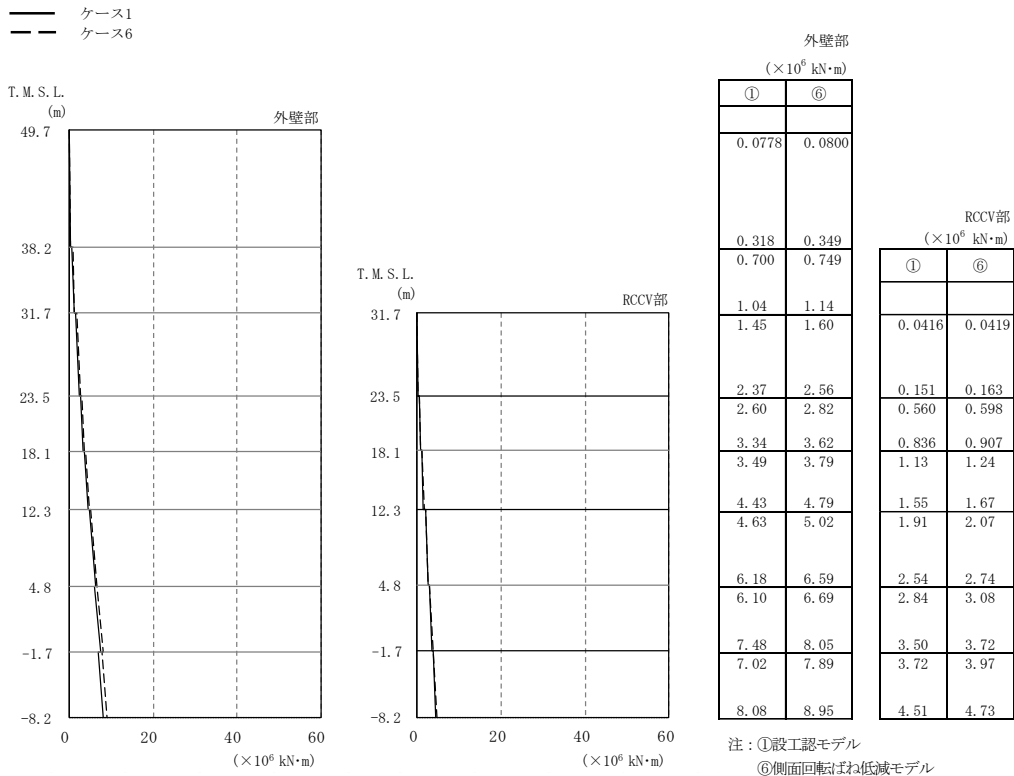 ケース1
ケース6
T.M.S.L.
(m)
外壁部
49.7
38.2
31.7
23.5
18.1
12.3
4.8
-1.7
-8.2
0 20 40 60
(×10⁶ kN・m)
T.M.S.L.
(m)
RCCV部
31.7
23.5
18.1
12.3
4.8
-1.7
-8.2
0 20 40 60
(×10⁶ kN・m)
外壁部
(×10⁶ kN・m)
① ⑥
0.0778 0.0800
0.318 0.349
0.700 0.749
1.04 1.14
1.45 1.60
2.37 2.56
2.60 2.82
3.34 3.62
3.49 3.79
4.43 4.79
4.63 5.02
6.18 6.59
6.10 6.69
7.48 8.05
7.02 7.89
8.08 8.95
RCCV部
(×10⁶ kN・m)
① ⑥
0.0416 0.0419
0.151 0.163
0.560 0.598
0.836 0.907
1.13 1.24
1.55 1.67
1.91 2.07
2.54 2.74
2.84 3.08
3.50 3.72
3.72 3.97
4.51 4.73
注：①設工認モデル
⑥側面回転ばね低減モデル